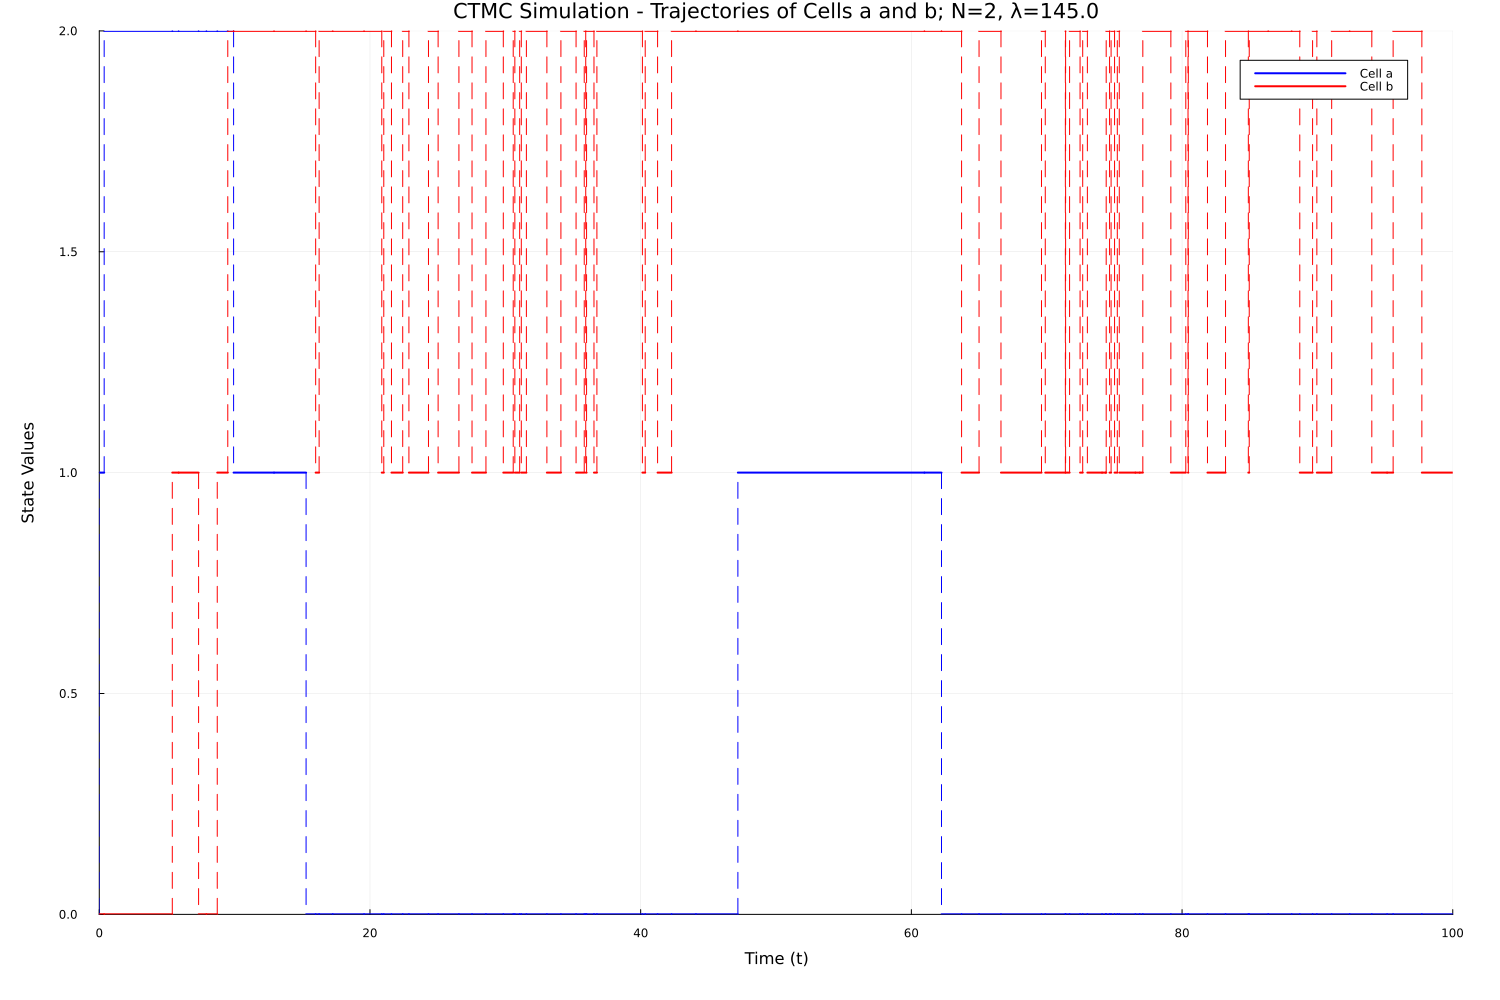 CTMC Simulation - Trajectories of Cells a and b; N=2, λ=145.0
2.0
Cell a
Cell b
1.5
1.0
State Values
0.5
0.0
0 20 40 60 80 100
Time (t)